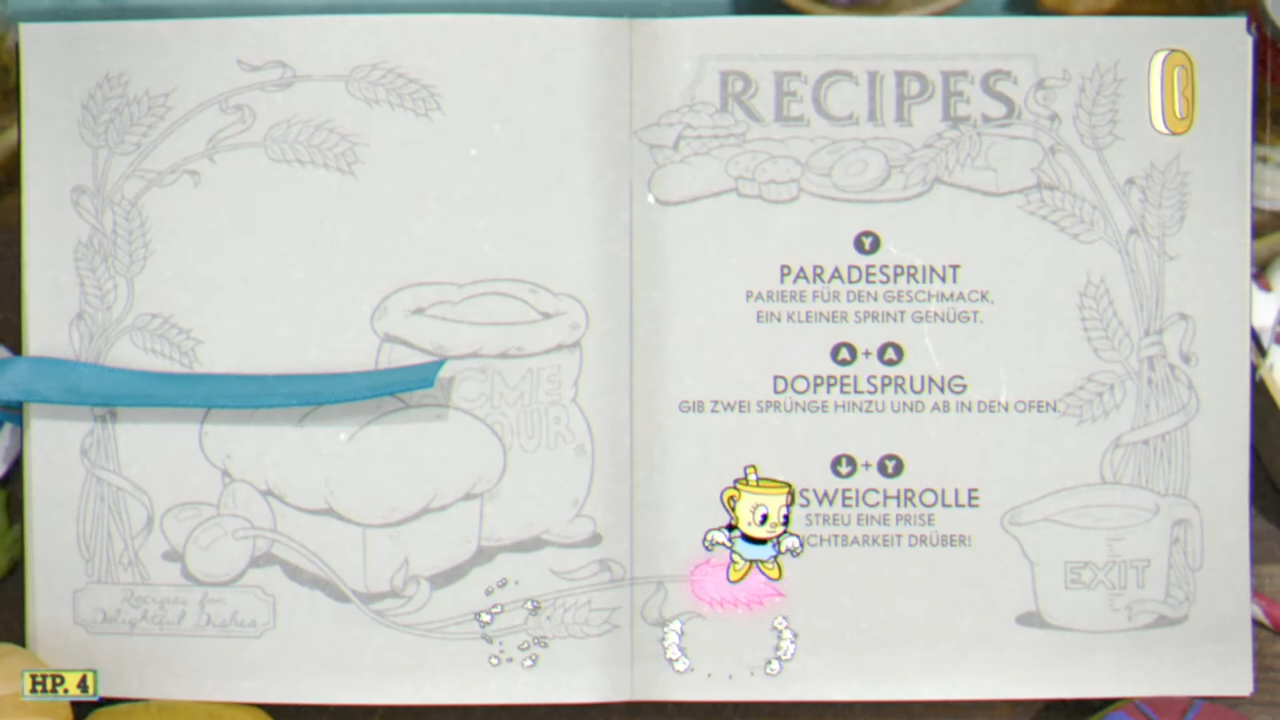 RECIPES
Y
PARADESPRINT
PARIERE FÜR DEN GESCHMACK,
EIN KLEINER SPRINT GENÜGT.
A + A
DOPPELSPRUNG
GIB ZWEI SPRÜNGE HINZU UND AB IN DEN OFEN.
CME
OUR
↓ + Y
SWEICHROLLE
STREU EINE PRISE
ICHTBARKEIT DRÜBER!
EXIT
Recipes for
Delightful Dishes
HP. 4